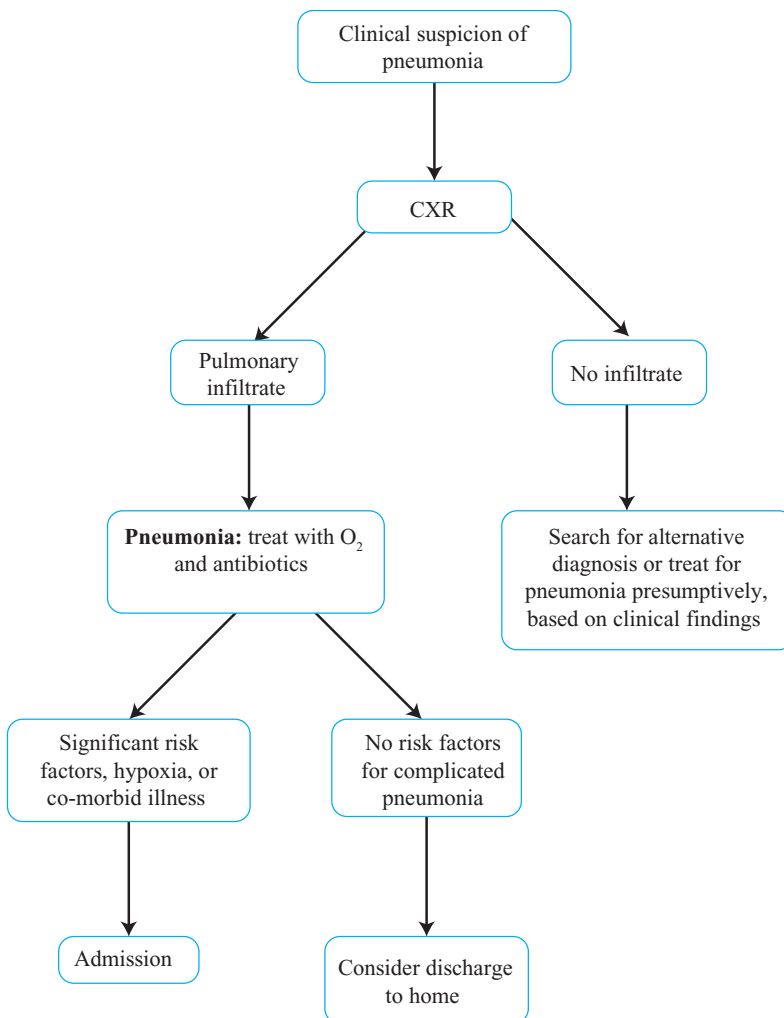 Clinical suspicion of
pneumonia
CXR
Pulmonary
infiltrate
No infiltrate
Pneumonia: treat with O₂
and antibiotics
Search for alternative
diagnosis or treat for
pneumonia presumptively,
based on clinical findings
Significant risk
factors, hypoxia, or
co-morbid illness
No risk factors
for complicated
pneumonia
Admission
Consider discharge
to home